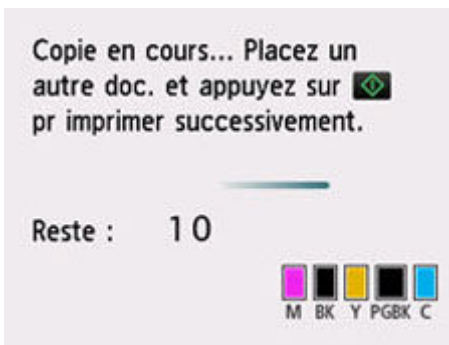 Copie en cours... Placez un
autre doc. et appuyez sur
pr imprimer successivement.
Reste : 10
M BK Y PGBK C